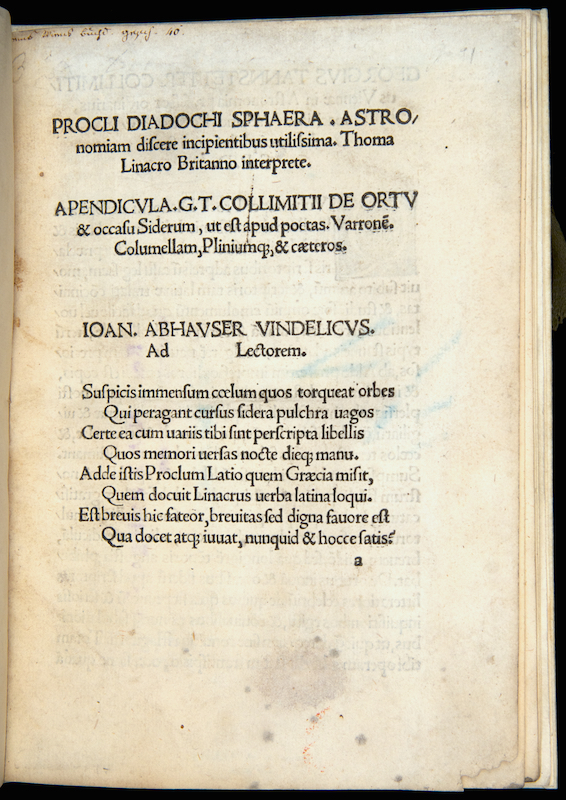 PROCLI DIADOCHI SPHAERA . ASTRO/
nomiam discere incipientibus utilissima. Thoma
Linacro Britanno interprete.
APENDICVLA.G.T.COLLIMITII DE ORTV
& occasu Siderum, ut est apud poetas. Varronē.
Columellam, Pliniumq;, & cæteros.
IOAN. ABHAVSER VINDELICVS.
Ad Lectorem.
Suspicis immensum cœlum quos torqueat orbes
Qui peragant cursus sidera pulchra uagos
Certe ea cum uariis tibi sint perscripta libellis
Quos memori uersas nocte dieq; manu.
Adde istis Proclum Latio quem Græcia misit,
Quem docuit Linacrus uerba latina loqui.
Est breuis hic fateor, breuitas sed digna fauore est
Qua docet atq; iuuat, nunquid & hocce satis?
a